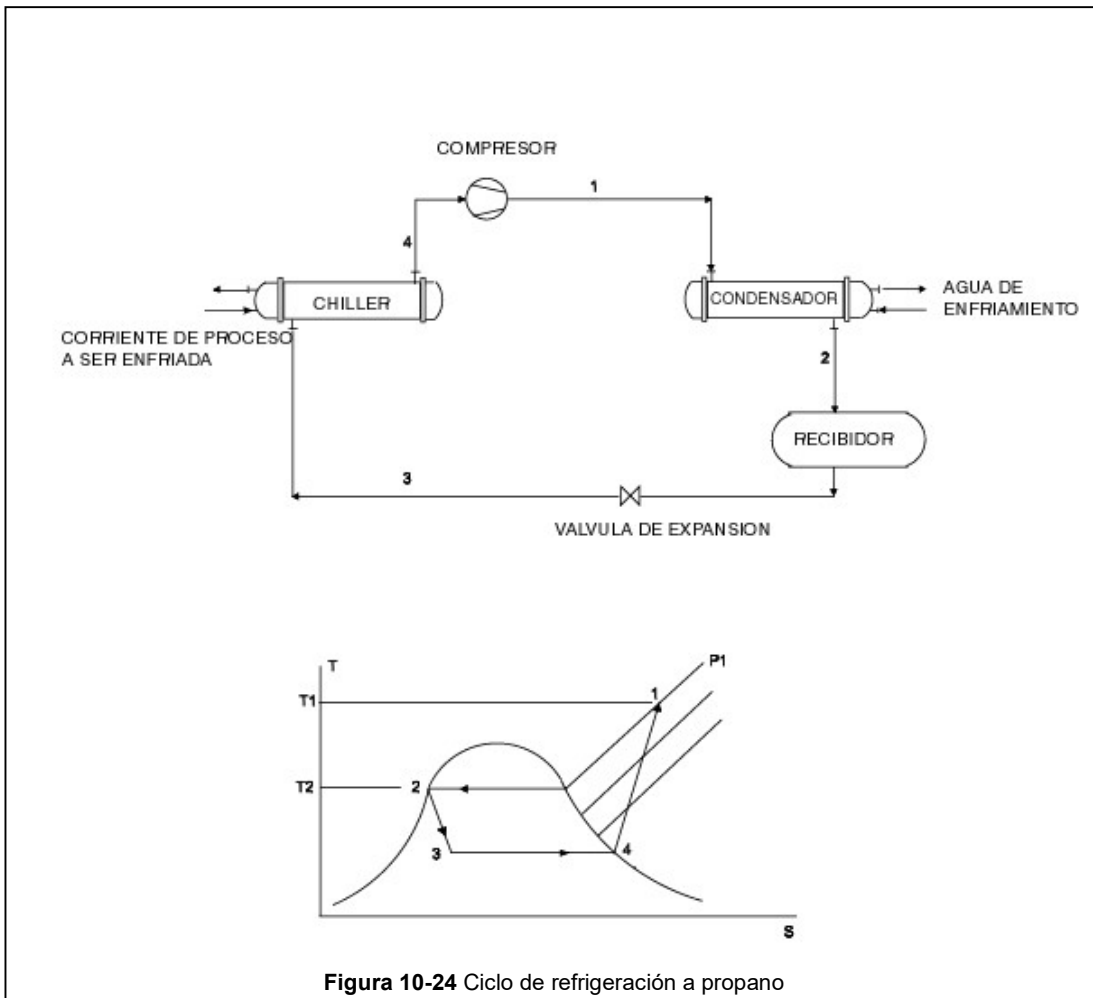 COMPRESOR
1
4
CHILLER
CONDENSADOR
AGUA DE
ENFRIAMIENTO
CORRIENTE DE PROCESO
A SER ENFRIADA
2
RECIBIDOR
3
VALVULA DE EXPANSION
T
P1
T1
1
T2
2
3
4
S
Figura 10-24 Ciclo de refrigeración a propano